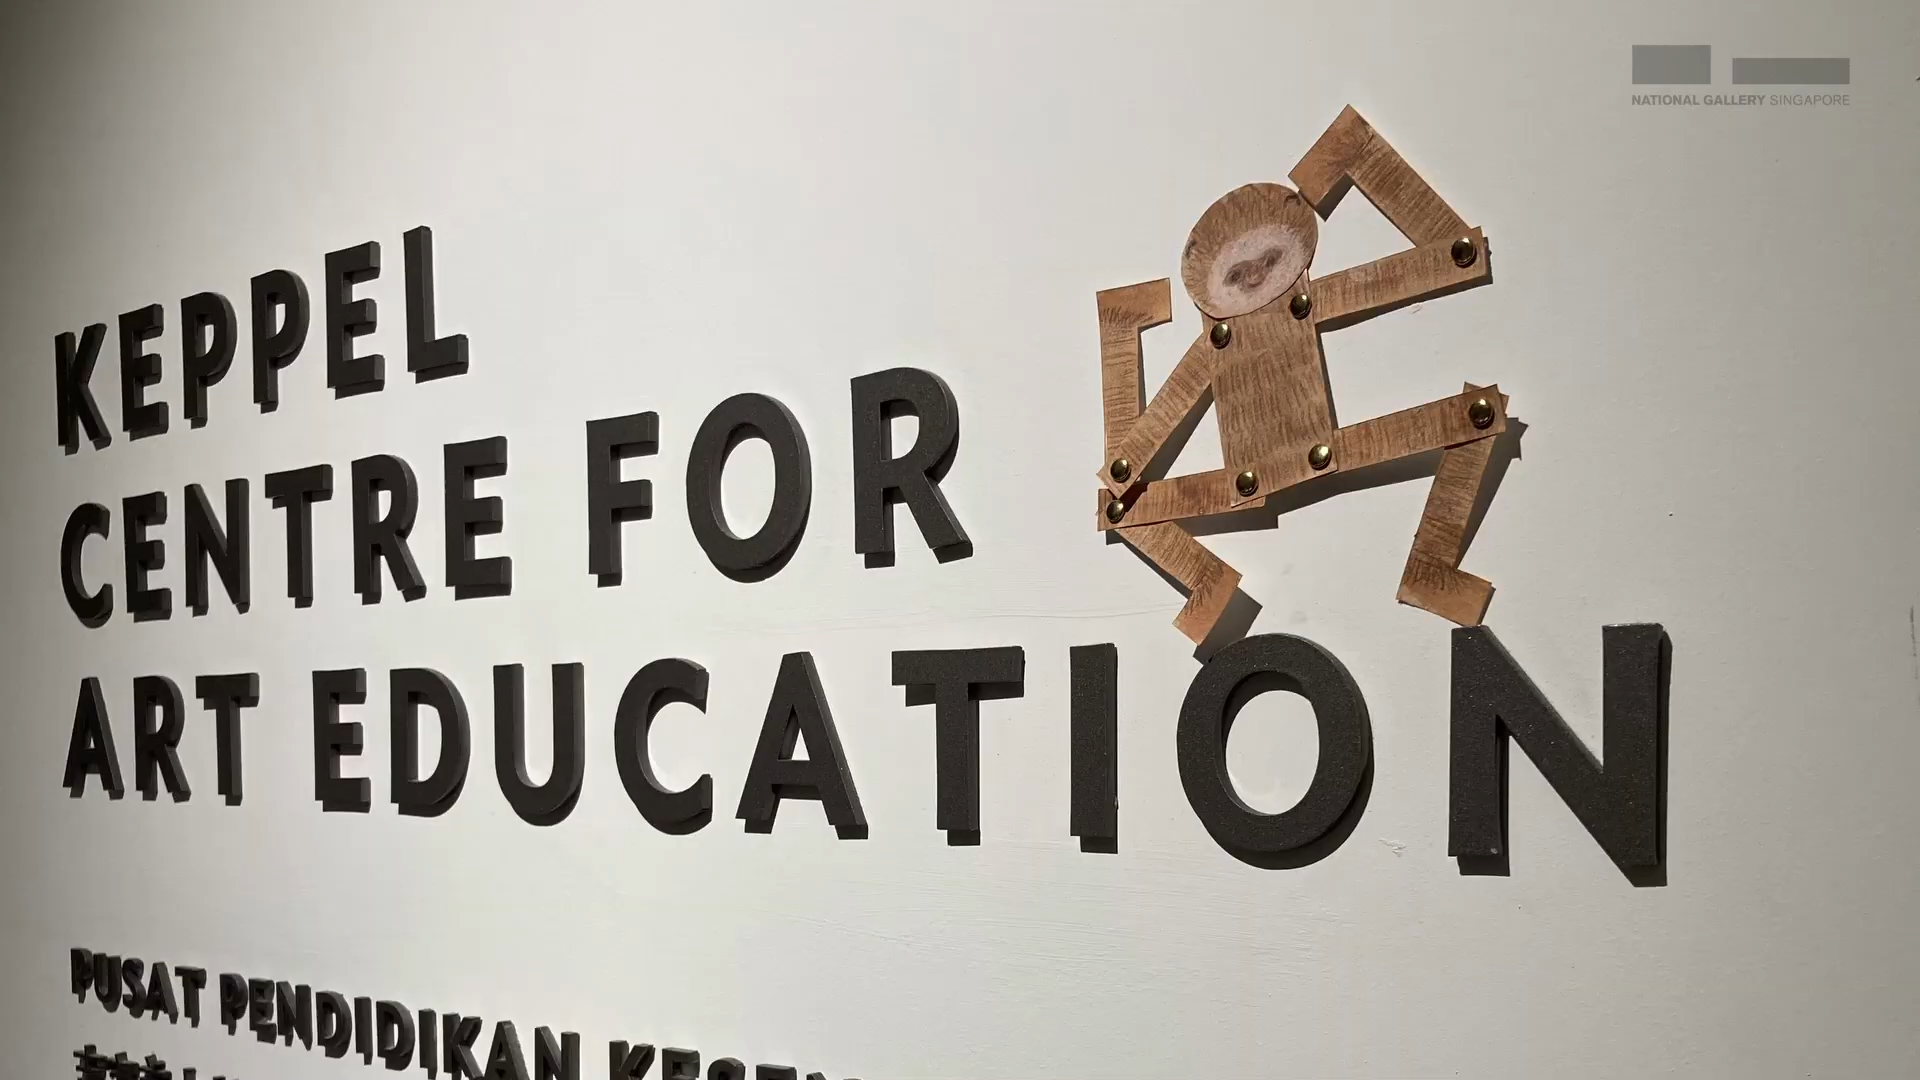 NATIONAL GALLERY SINGAPORE
KEPPEL
CENTRE FOR
ART EDUCATION
PUSAT PENDIDIKAN